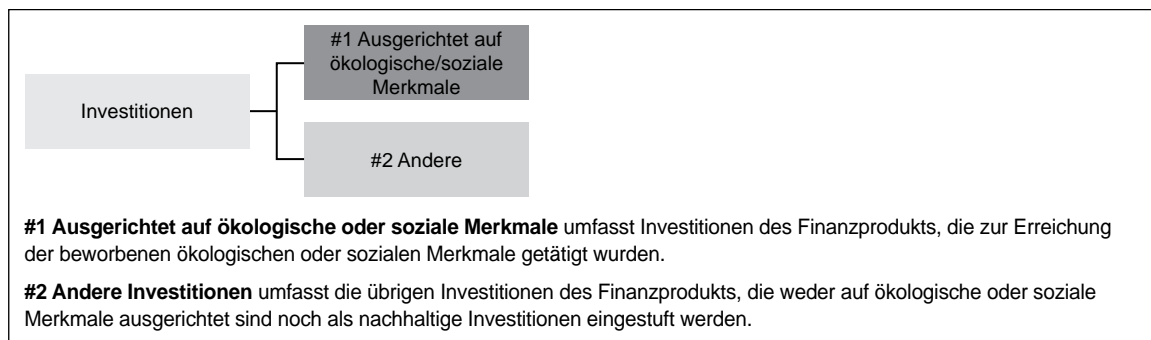 #1 Ausgerichtet auf
ökologische/soziale
Merkmale
Investitionen
#2 Andere
#1 Ausgerichtet auf ökologische oder soziale Merkmale umfasst Investitionen des Finanzprodukts, die zur Erreichung
der beworbenen ökologischen oder sozialen Merkmale getätigt wurden.
#2 Andere Investitionen umfasst die übrigen Investitionen des Finanzprodukts, die weder auf ökologische oder soziale
Merkmale ausgerichtet sind noch als nachhaltige Investitionen eingestuft werden.